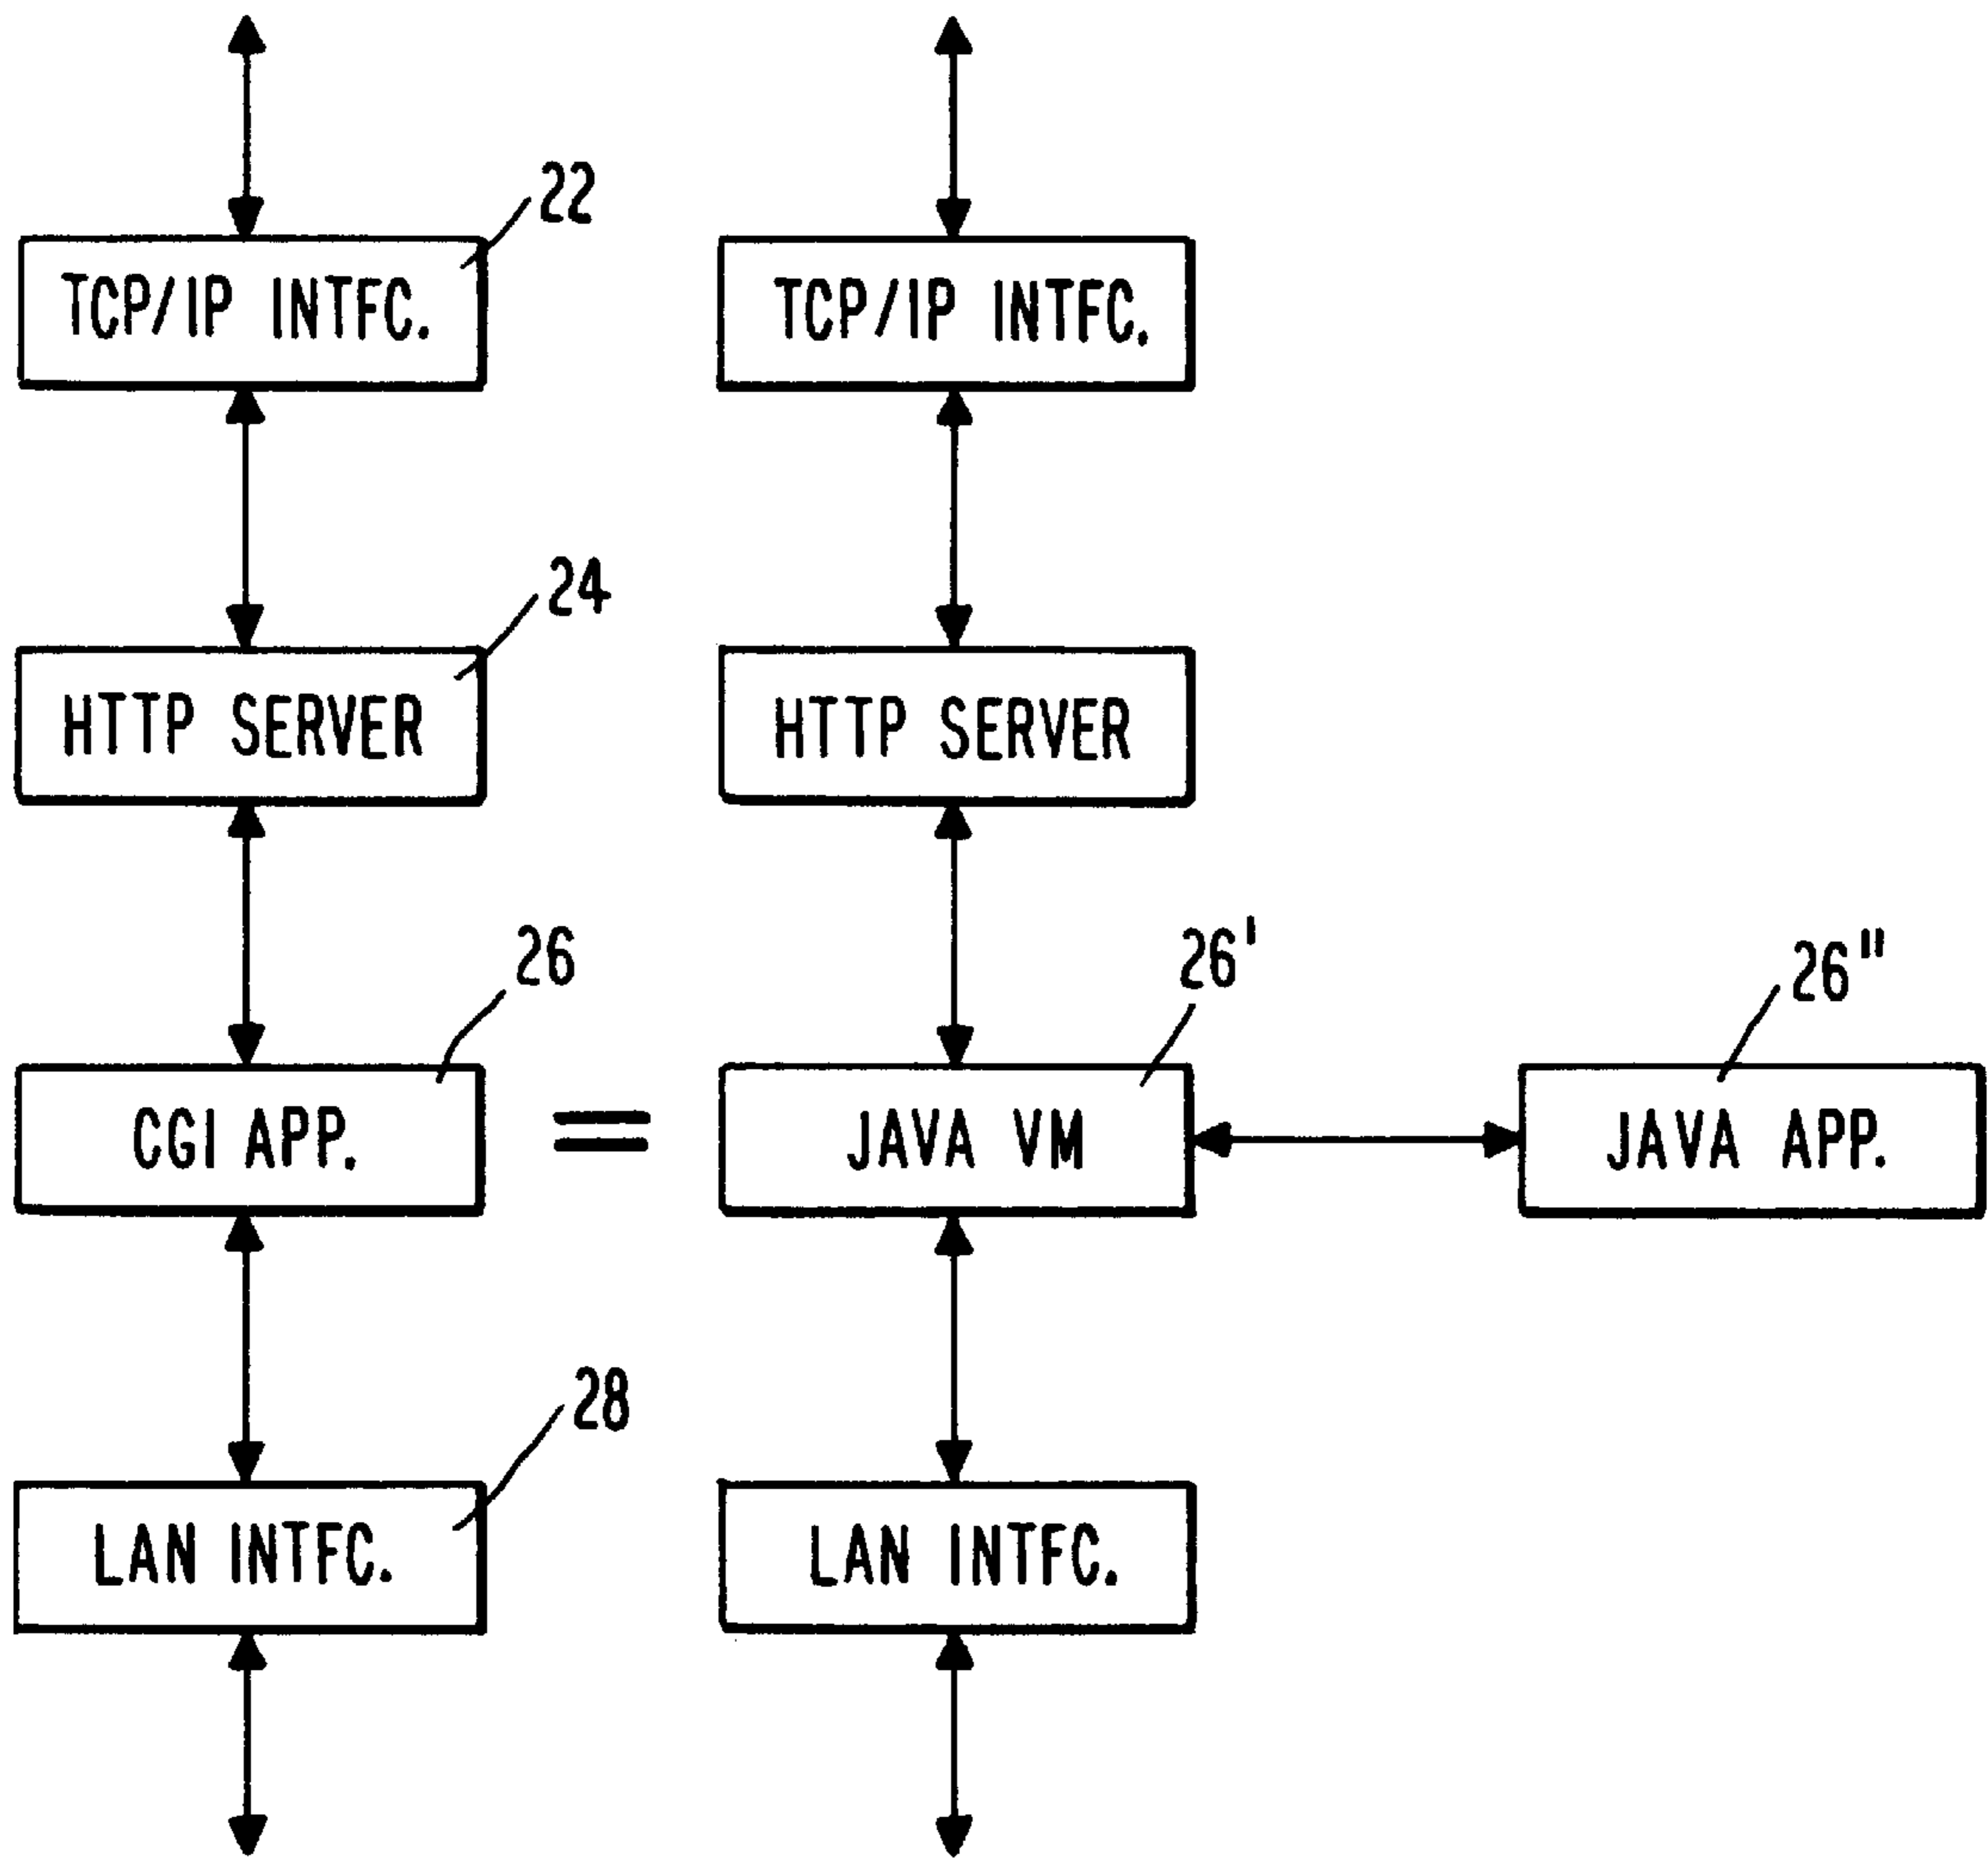 22
TCP/IP INTFC.
TCP/IP INTFC.
24
HTTP SERVER
HTTP SERVER
26
26'
26"
CGI APP.
=
JAVA VM
JAVA APP.
28
LAN INTFC.
LAN INTFC.